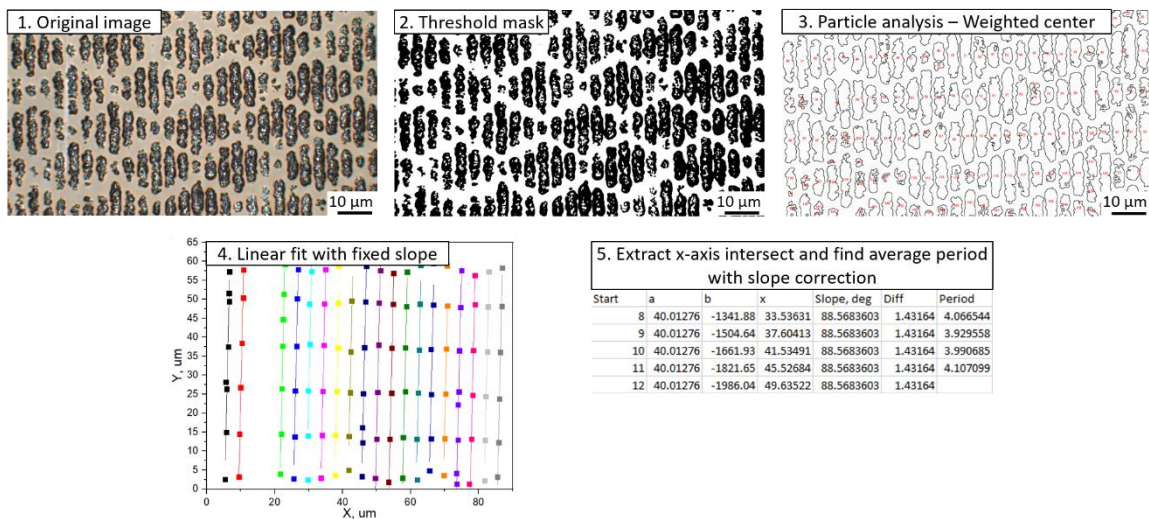 1. Original image
10 µm
2. Threshold mask
10 µm
3. Particle analysis – Weighted center
10 µm
4. Linear fit with fixed slope
65
60
55
50
45
40
35
30
25
20
15
10
5
0
Y, um
0 20 40 60 80
X, um
5. Extract x-axis intersect and find average period
with slope correction
Start a b x Slope, deg Diff Period
8 40.01276 -1341.88 33.53631 88.5683603 1.43164 4.066544
9 40.01276 -1504.64 37.60413 88.5683603 1.43164 3.929558
10 40.01276 -1661.93 41.53491 88.5683603 1.43164 3.990685
11 40.01276 -1821.65 45.52684 88.5683603 1.43164 4.107099
12 40.01276 -1986.04 49.63522 88.5683603 1.43164